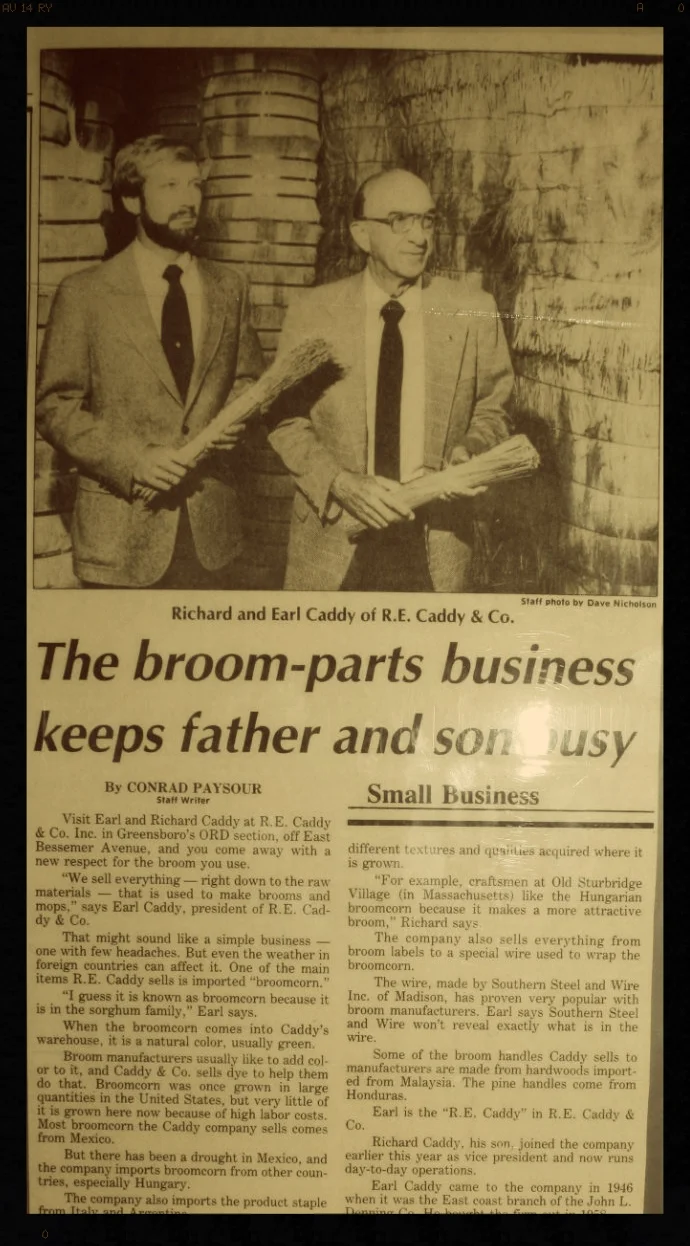 AV 14 RY
A 0
Staff photo by Dave Nicholson
Richard and Earl Caddy of R.E. Caddy & Co.
The broom-parts business
keeps father and son busy
By CONRAD PAYSOUR
Staff Writer
Visit Earl and Richard Caddy at R.E. Caddy
& Co. Inc. in Greensboro's ORD section, off East
Bessemer Avenue, and you come away with a
new respect for the broom you use.
“We sell everything — right down to the raw
materials — that is used to make brooms and
mops,” says Earl Caddy, president of R.E. Cad-
dy & Co.
That might sound like a simple business —
one with few headaches. But even the weather in
foreign countries can affect it. One of the main
items R.E. Caddy sells is imported “broomcorn.”
“I guess it is known as broomcorn because it
is in the sorghum family,” Earl says.
When the broomcorn comes into Caddy's
warehouse, it is a natural color, usually green.
Broom manufacturers usually like to add col-
or to it, and Caddy & Co. sells dye to help them
do that. Broomcorn was once grown in large
quantities in the United States, but very little of
it is grown here now because of high labor costs.
Most broomcorn the Caddy company sells comes
from Mexico.
But there has been a drought in Mexico, and
the company imports broomcorn from other coun-
tries, especially Hungary.
The company also imports the product staple
from Italy and Argentina
Small Business
different textures and qualities acquired where it
is grown.
“For example, craftsmen at Old Sturbridge
Village (in Massachusetts) like the Hungarian
broomcorn because it makes a more attractive
broom,” Richard says
The company also sells everything from
broom labels to a special wire used to wrap the
broomcorn.
The wire, made by Southern Steel and Wire
Inc. of Madison, has proven very popular with
broom manufacturers. Earl says Southern Steel
and Wire won't reveal exactly what is in the
wire.
Some of the broom handles Caddy sells to
manufacturers are made from hardwoods import-
ed from Malaysia. The pine handles come from
Honduras.
Earl is the “R.E. Caddy” in R.E. Caddy &
Co.
Richard Caddy, his son, joined the company
earlier this year as vice president and now runs
day-to-day operations.
Earl Caddy came to the company in 1946
when it was the East coast branch of the John L.
Denning Co. He bought the firm out in 1958
0